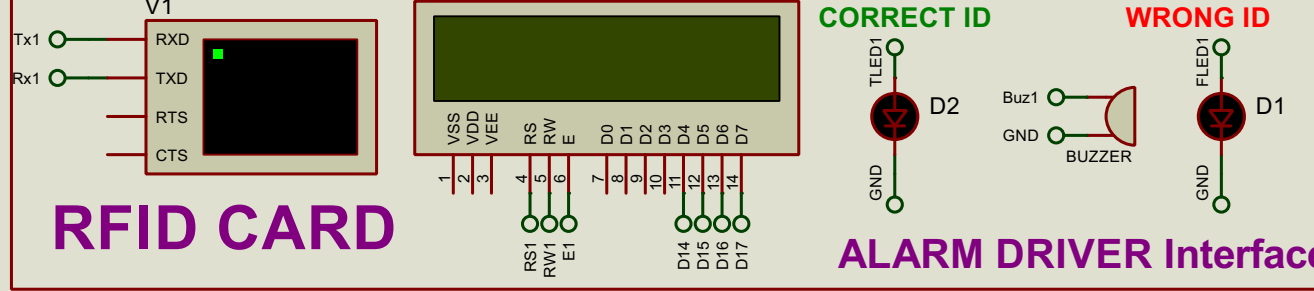 V1
Tx1
RXD
Rx1
TXD
RTS
CTS
RFID CARD
VSS
VDD
VEE
RS
RW
E
D0
D1
D2
D3
D4
D5
D6
D7
1
2
3
4
5
6
7
8
9
10
11
12
13
14
RS1
RW1
E1
D14
D15
D16
D17
CORRECT ID
WRONG ID
TLED1
D2
GND
Buz1
GND
BUZZER
FLED1
D1
GND
ALARM DRIVER Interface